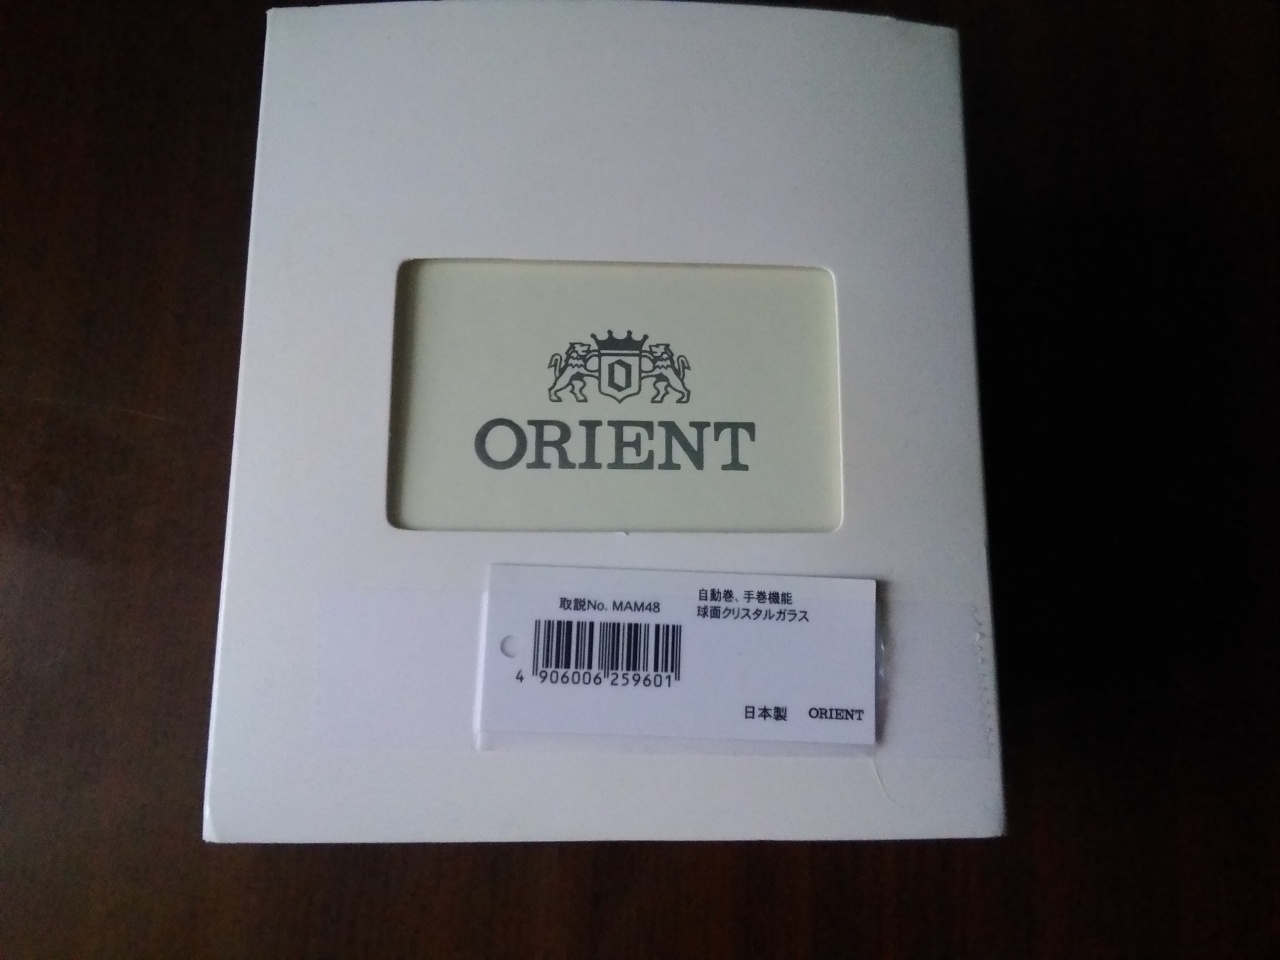 O
ORIENT
取説No. MAM48
自動巻、手巻機能
球面クリスタルガラス
4 906006 259601
日本製 ORIENT